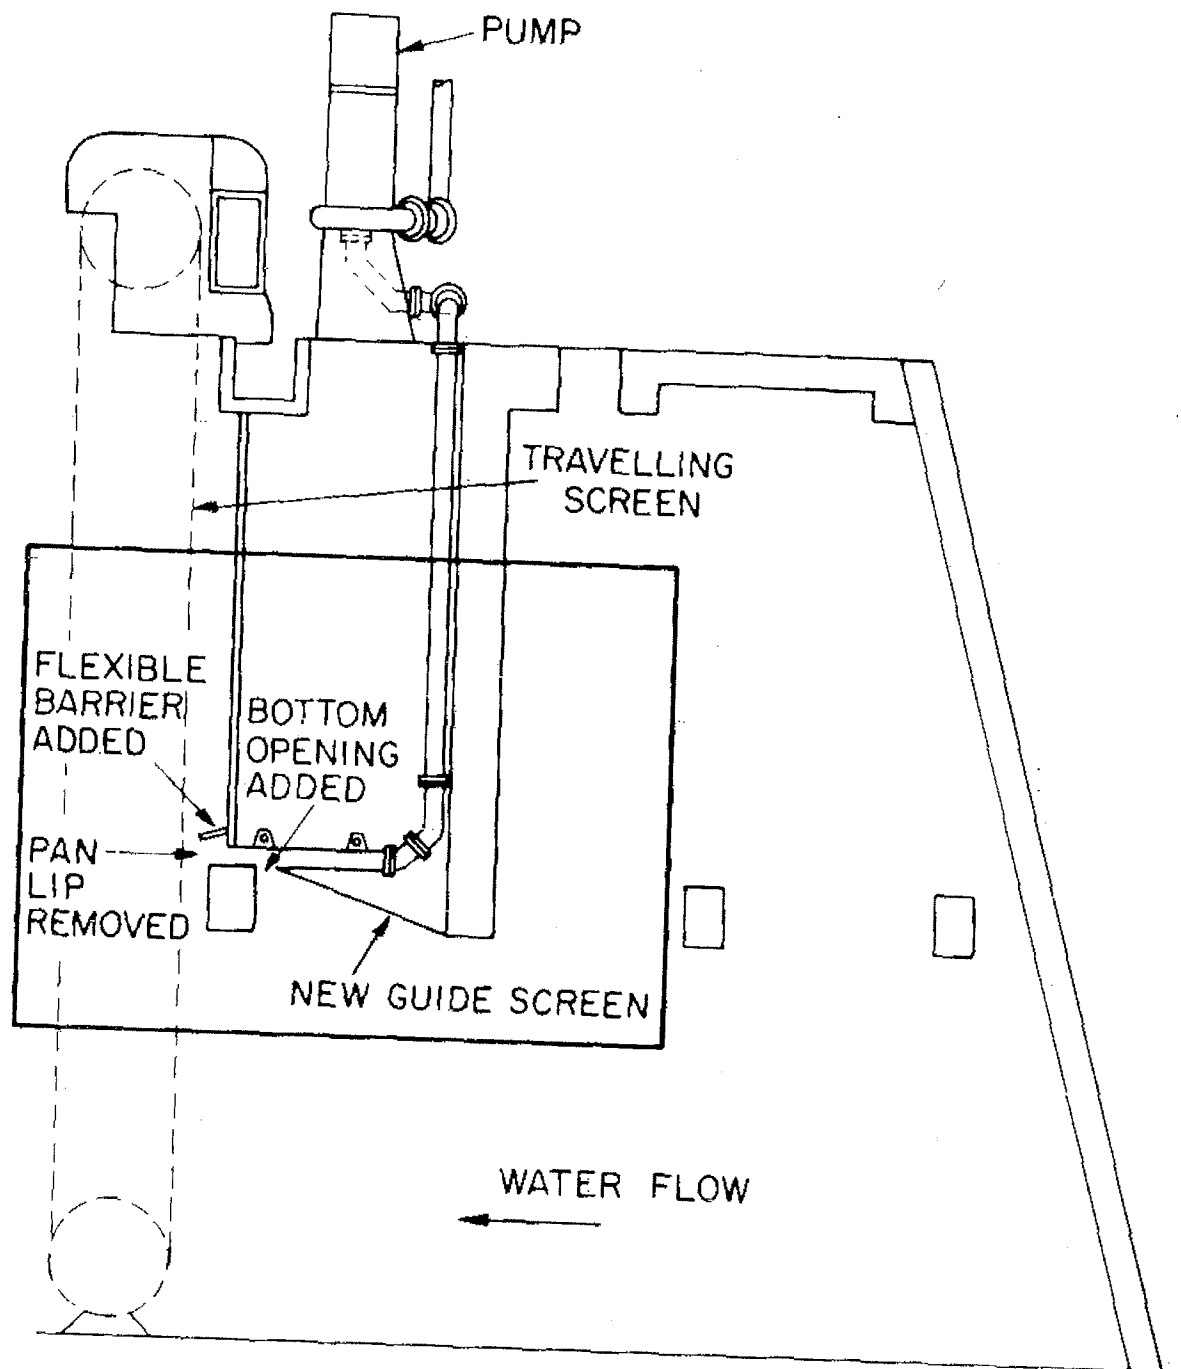 PUMP
TRAVELLING
SCREEN
FLEXIBLE
BARRIER
ADDED
BOTTOM
OPENING
ADDED
PAN
LIP
REMOVED
NEW GUIDE SCREEN
WATER FLOW